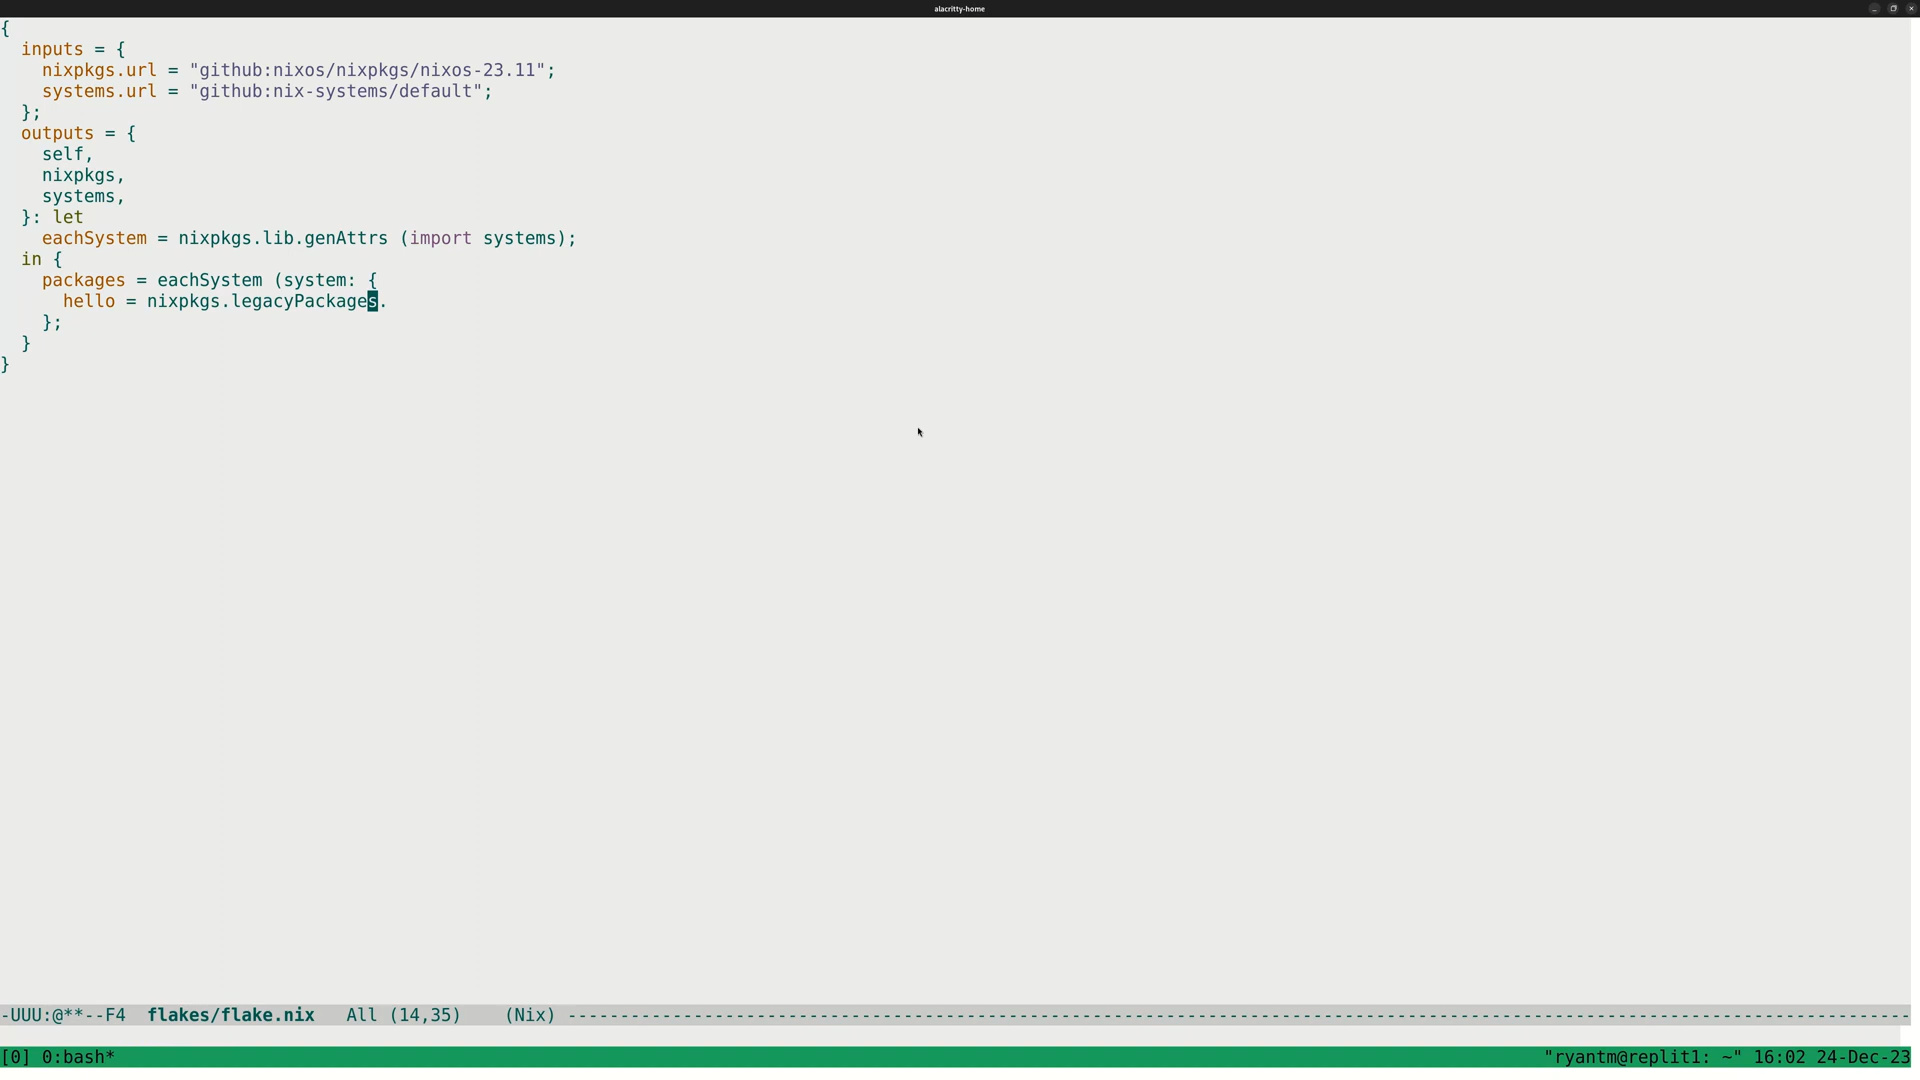 alacritty-home
{
  inputs = {
    nixpkgs.url = "github:nixos/nixpkgs/nixos-23.11";
    systems.url = "github:nix-systems/default";
  };
  outputs = {
    self,
    nixpkgs,
    systems,
  }: let
    eachSystem = nixpkgs.lib.genAttrs (import systems);
  in {
    packages = eachSystem (system: {
      hello = nixpkgs.legacyPackages.
    };
  }
}
-UUU:@**--F4  flakes/flake.nix   All (14,35)    (Nix) --------------------------------------------------------------------------------------------------------------------------------
[0] 0:bash* "ryantm@replit1: ~" 16:02 24-Dec-23